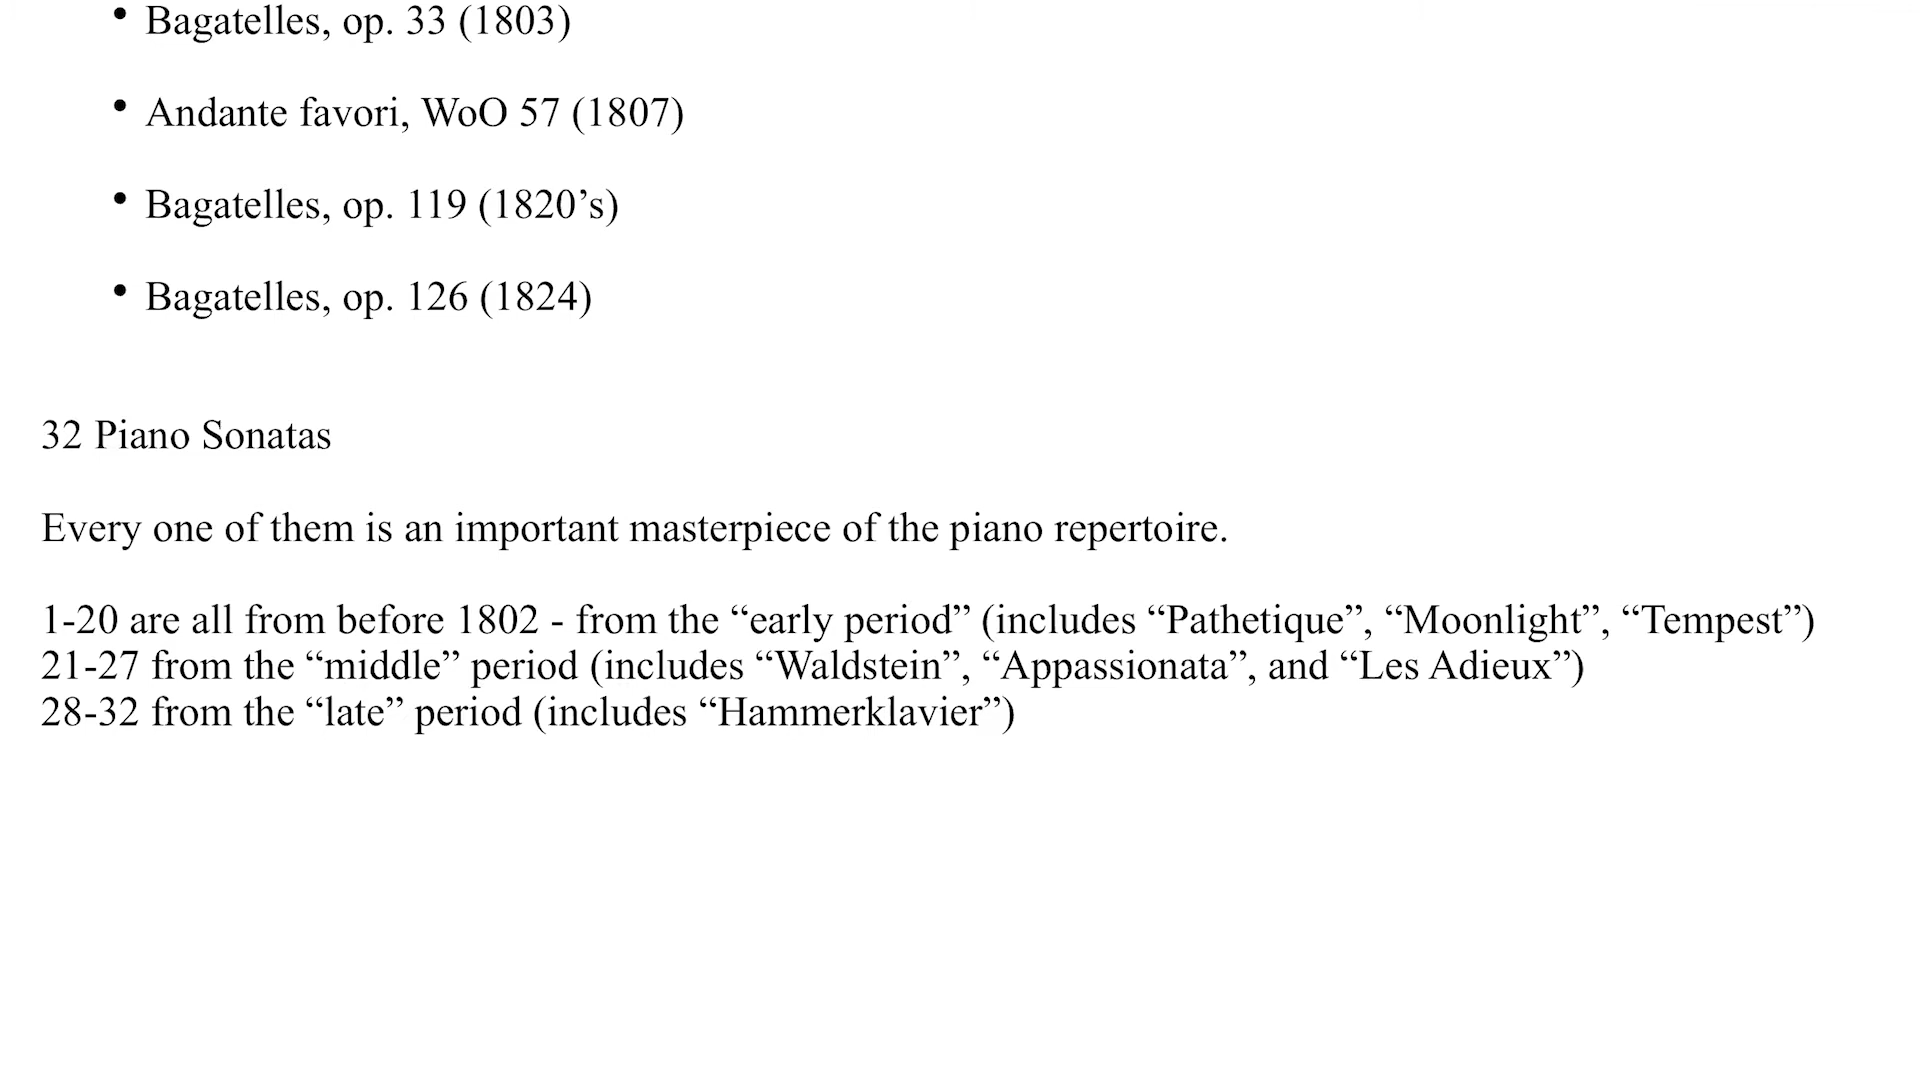 • Bagatelles, op. 33 (1803)
• Andante favori, WoO 57 (1807)
• Bagatelles, op. 119 (1820’s)
• Bagatelles, op. 126 (1824)
32 Piano Sonatas
Every one of them is an important masterpiece of the piano repertoire.
1-20 are all from before 1802 - from the “early period” (includes “Pathetique”, “Moonlight”, “Tempest”)
21-27 from the “middle” period (includes “Waldstein”, “Appassionata”, and “Les Adieux”)
28-32 from the “late” period (includes “Hammerklavier”)